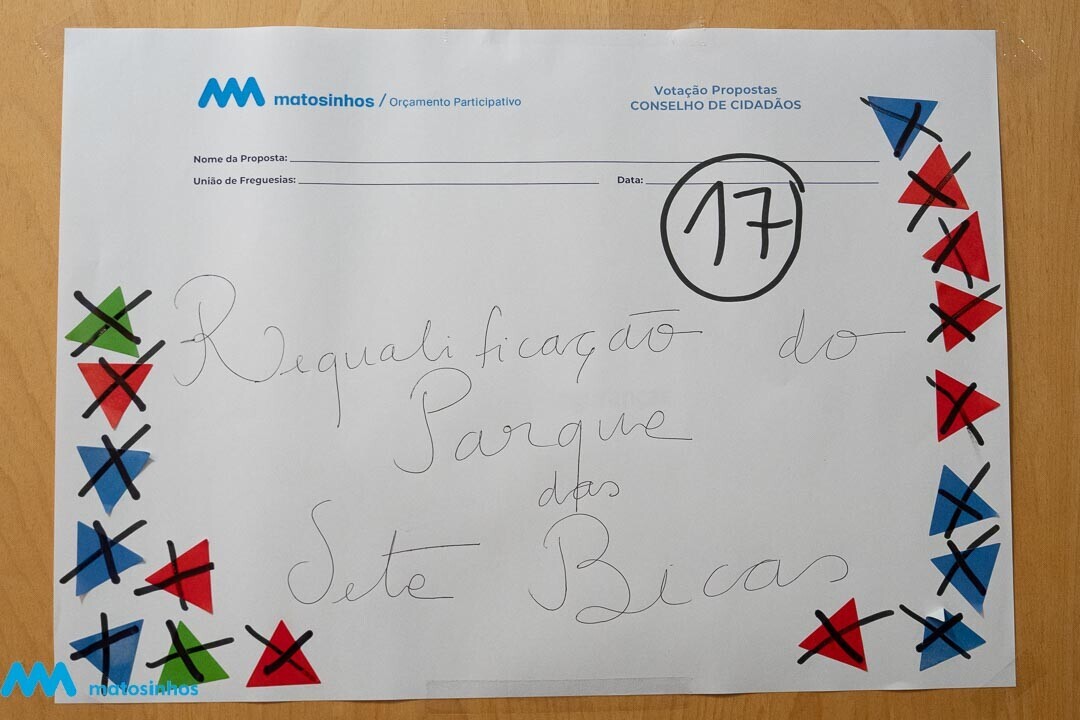 matosinhos / Orçamento Participativo
Votação Propostas
CONSELHO DE CIDADÃOS
Nome da Proposta:
União de Freguesias: Data:
17
Requalificação do
Parque
das
Sete Bicas
matosinhos